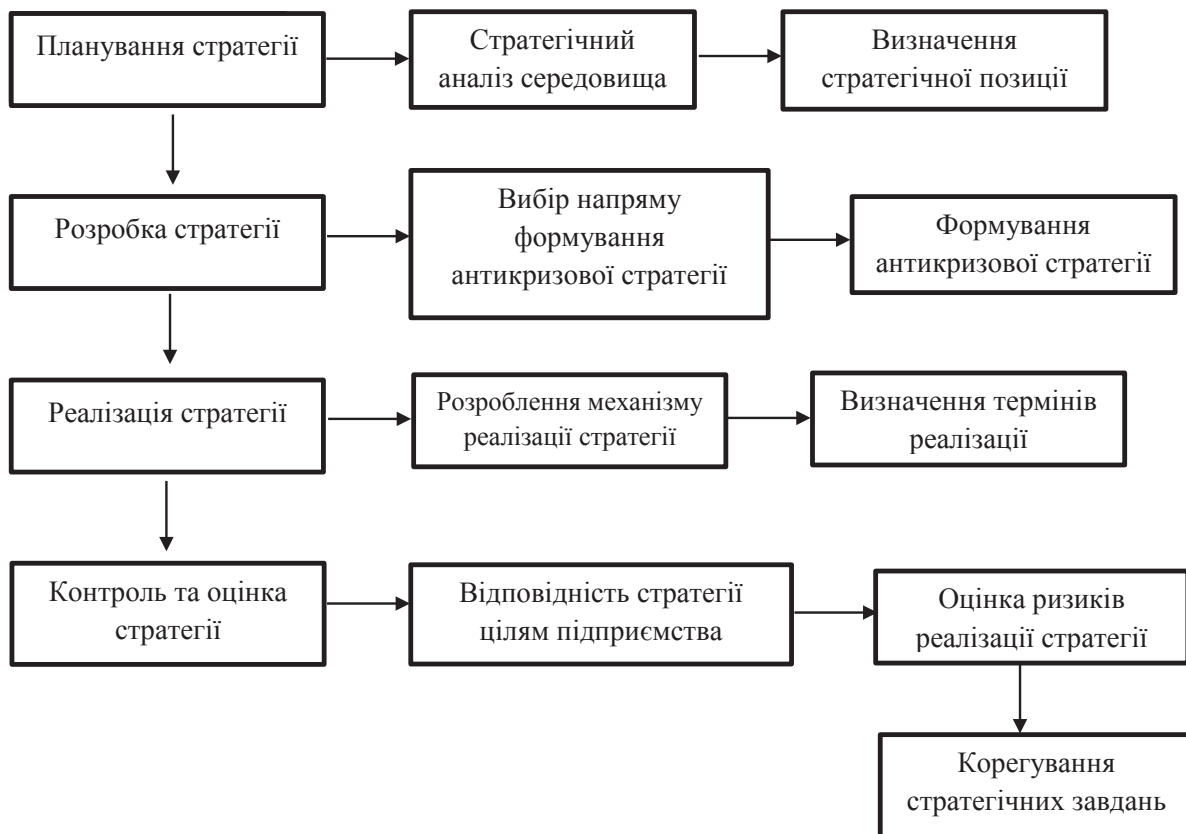 Планування стратегії
Стратегічний
аналіз середовища
Визначення
стратегічної позиції
Розробка стратегії
Вибір напряму
формування
антикризової стратегії
Формування
антикризової стратегії
Реалізація стратегії
Розроблення механізму
реалізації стратегії
Визначення термінів
реалізації
Контроль та оцінка
стратегії
Відповідність стратегії
цілям підприємства
Оцінка ризиків
реалізації стратегії
Корегування
стратегічних завдань